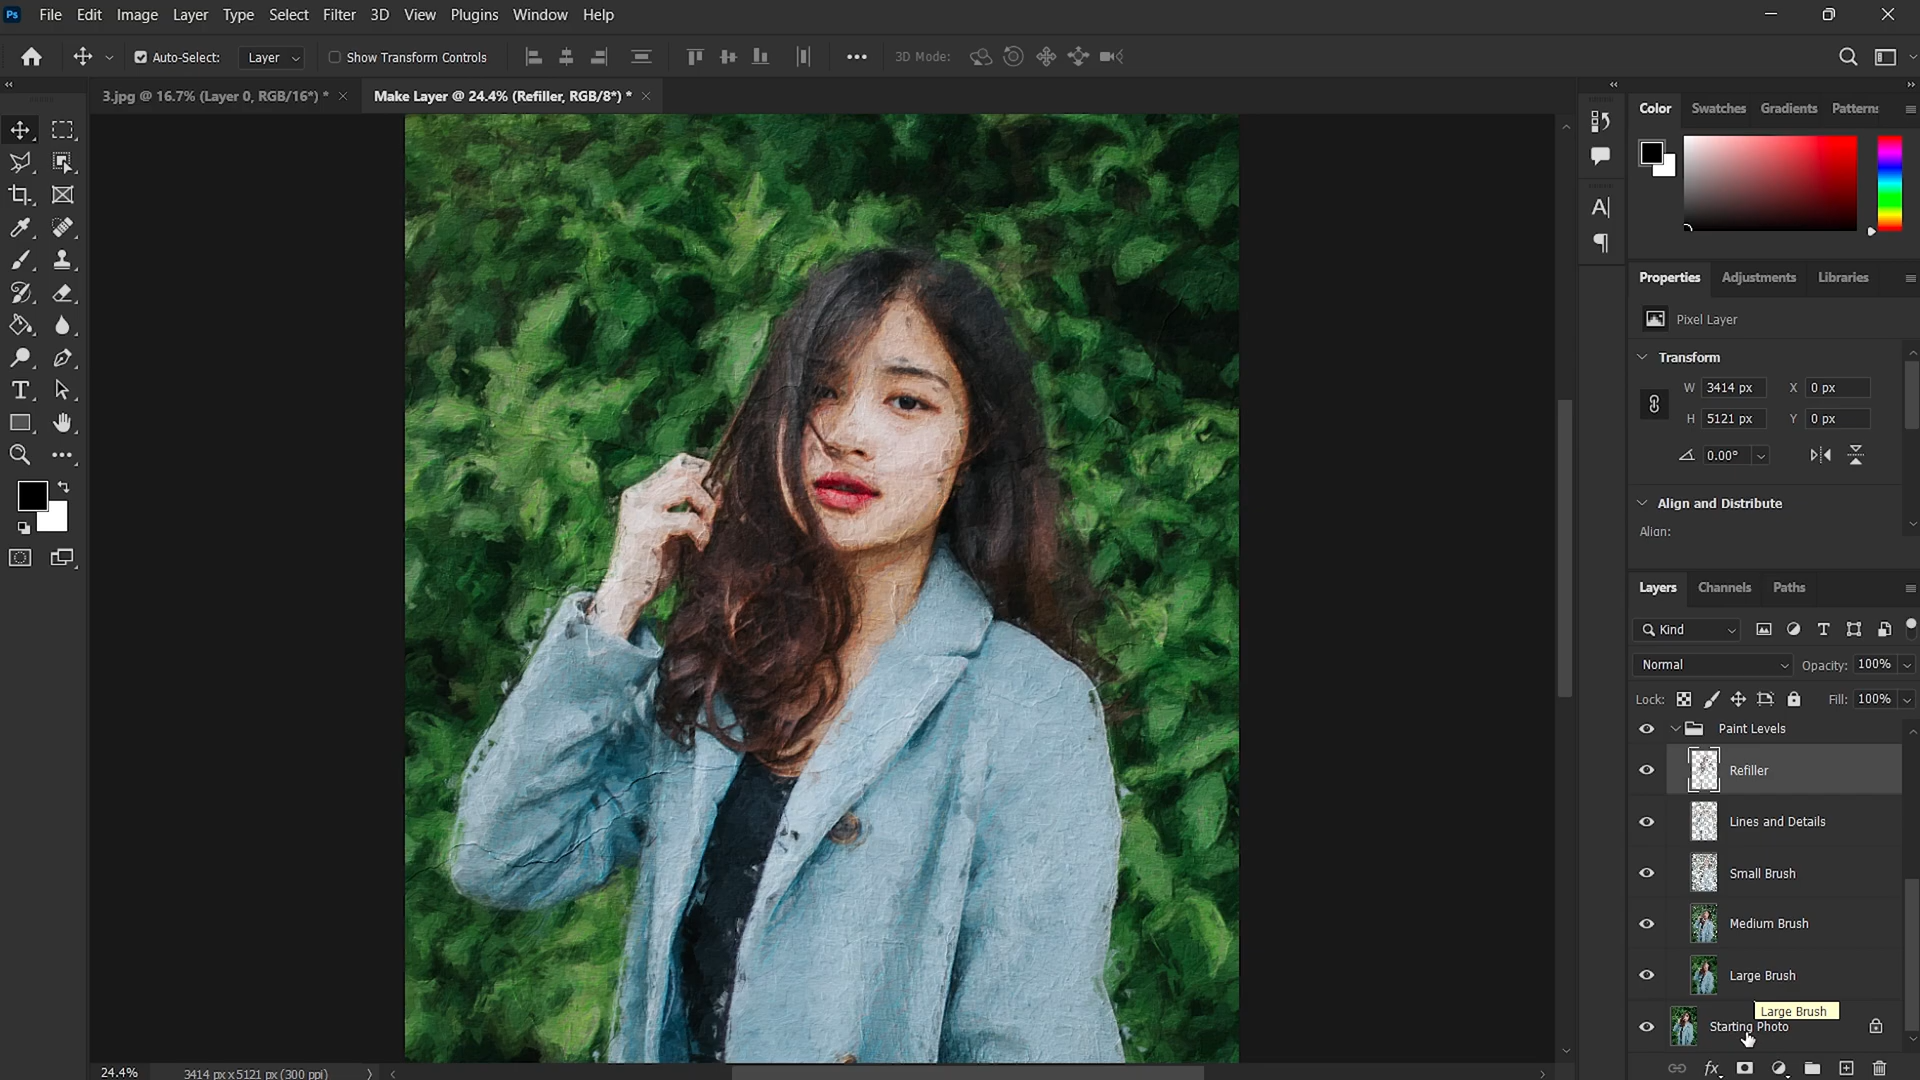 Ps File Edit Image Layer Type Select Filter 3D View Plugins Window Help
Auto-Select: Layer Show Transform Controls 3D Mode:
3.jpg @ 16.7% (Layer 0, RGB/16*) * Make Layer @ 24.4% (Refiller, RGB/8*) *
Color Swatches Gradients Patterns
Properties Adjustments Libraries
Pixel Layer
Transform
W 3414 px X 0 px
H 5121 px Y 0 px
0.00°
Align and Distribute
Align:
Layers Channels Paths
Kind
Normal Opacity: 100%
Lock: Fill: 100%
Paint Levels
Refiller
Lines and Details
Small Brush
Medium Brush
Large Brush
Large Brush
Starting Photo
24.4% 3414 px x 5121 px (300 ppi)